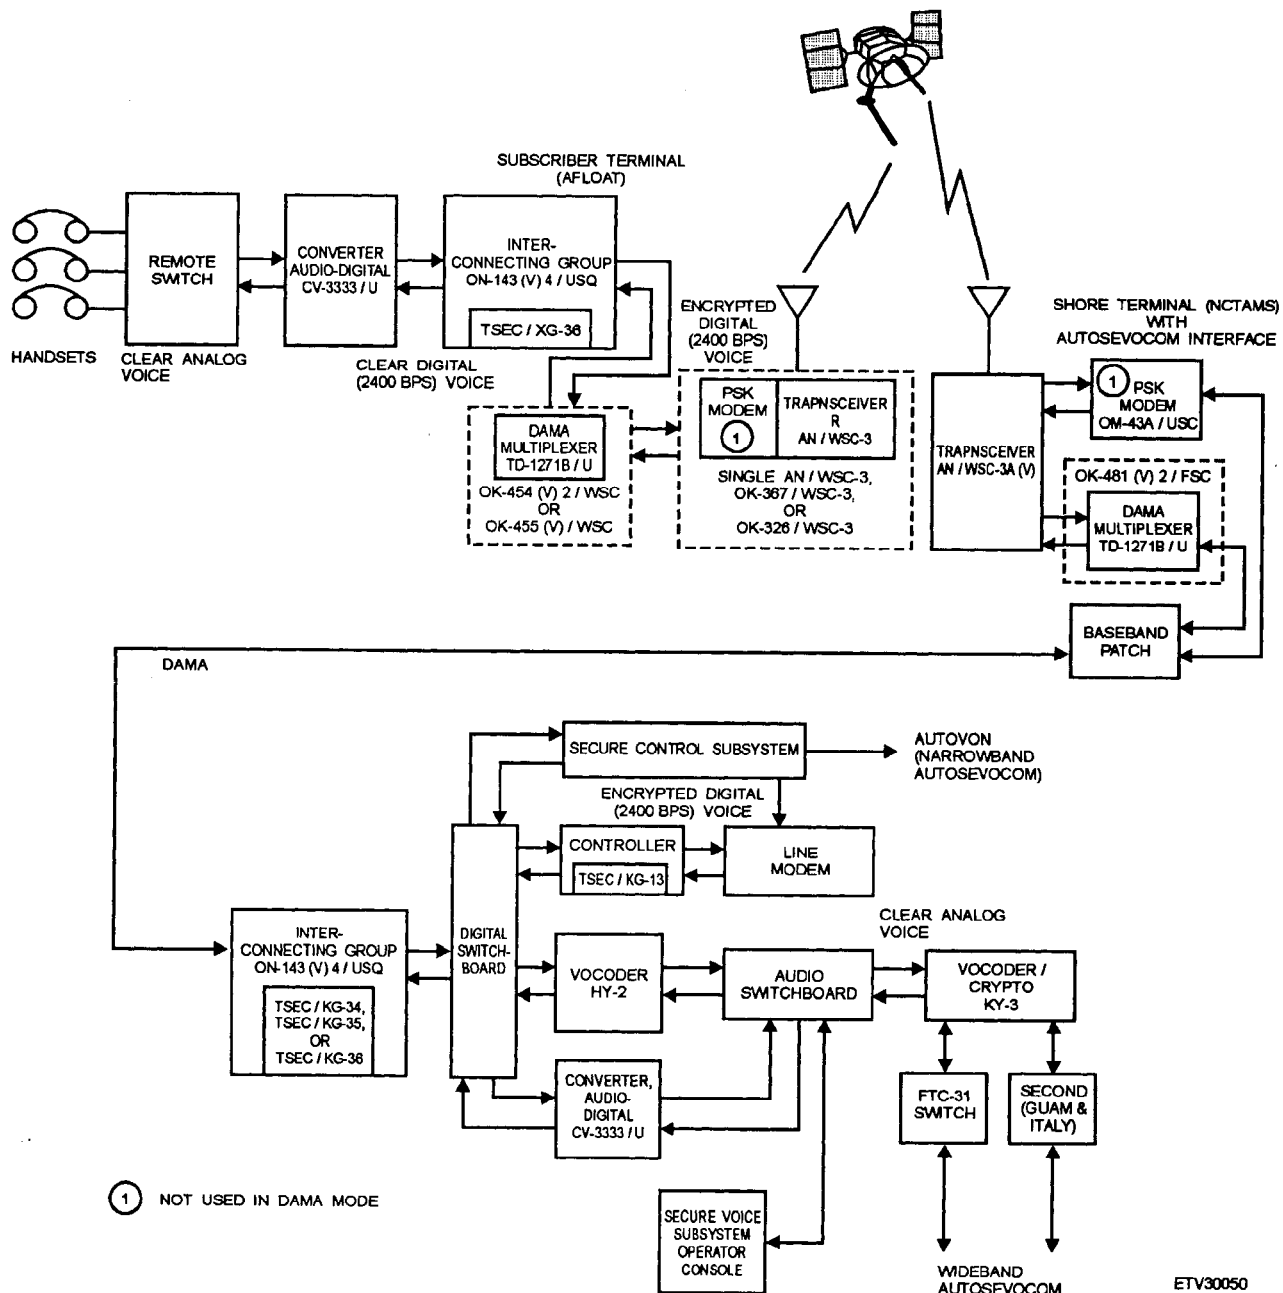 SUBSCRIBER TERMINAL
(AFLOAT)
HANDSETS
REMOTE
SWITCH
CLEAR ANALOG
VOICE
CONVERTER
AUDIO-DIGITAL
CV-3333 / U
INTER-
CONNECTING GROUP
ON-143 (V) 4 / USQ
TSEC / XG-36
CLEAR DIGITAL
(2400 BPS) VOICE
DAMA
MULTIPLEXER
TD-1271B / U
OK-454 (V) 2 / WSC
OR
OK-455 (V) / WSC
ENCRYPTED
DIGITAL
(2400 BPS)
VOICE
PSK
MODEM
1
TRAPNSCEIVER
R
AN / WSC-3
SINGLE AN / WSC-3,
OK-367 / WSC-3,
OR
OK-326 / WSC-3
SHORE TERMINAL (NCTAMS)
WITH
AUTOSEVOCOM INTERFACE
TRAPNSCEIVER
AN / WSC-3A (V)
1
PSK
MODEM
OM-43A / USC
OK-481 (V) 2 / FSC
DAMA
MULTIPLEXER
TD-1271B / U
BASEBAND
PATCH
DAMA
SECURE CONTROL SUBSYSTEM
AUTOVON
(NARROWBAND
AUTOSEVOCOM)
ENCRYPTED DIGITAL
(2400 BPS) VOICE
CONTROLLER
TSEC / KG-13
LINE
MODEM
INTER-
CONNECTING GROUP
ON-143 (V) 4 / USQ
TSEC / KG-34,
TSEC / KG-35,
OR
TSEC / KG-36
DIGITAL
SWITCH-
BOARD
VOCODER
HY-2
AUDIO
SWITCHBOARD
CLEAR ANALOG
VOICE
VOCODER /
CRYPTO
KY-3
CONVERTER,
AUDIO-
DIGITAL
CV-3333 / U
FTC-31
SWITCH
SECOND
(GUAM &
ITALY)
1 NOT USED IN DAMA MODE
SECURE VOICE
SUBSYSTEM
OPERATOR
CONSOLE
WIDEBAND
AUTOSEVOCOM
ETV30050